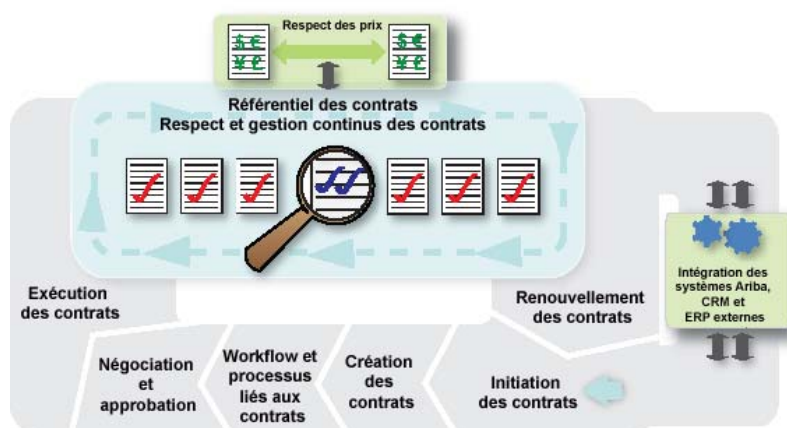 Respect des prix
$ €
¥ £
$ €
¥ £
Référentiel des contrats
Respect et gestion continus des contrats
Exécution
des contrats
Négociation
et
approbation
Workflow et
processus
liés aux
contrats
Création
des
contrats
Initiation
des contrats
Renouvellement
des contrats
Intégration des
systèmes Ariba,
CRM et
ERP externes